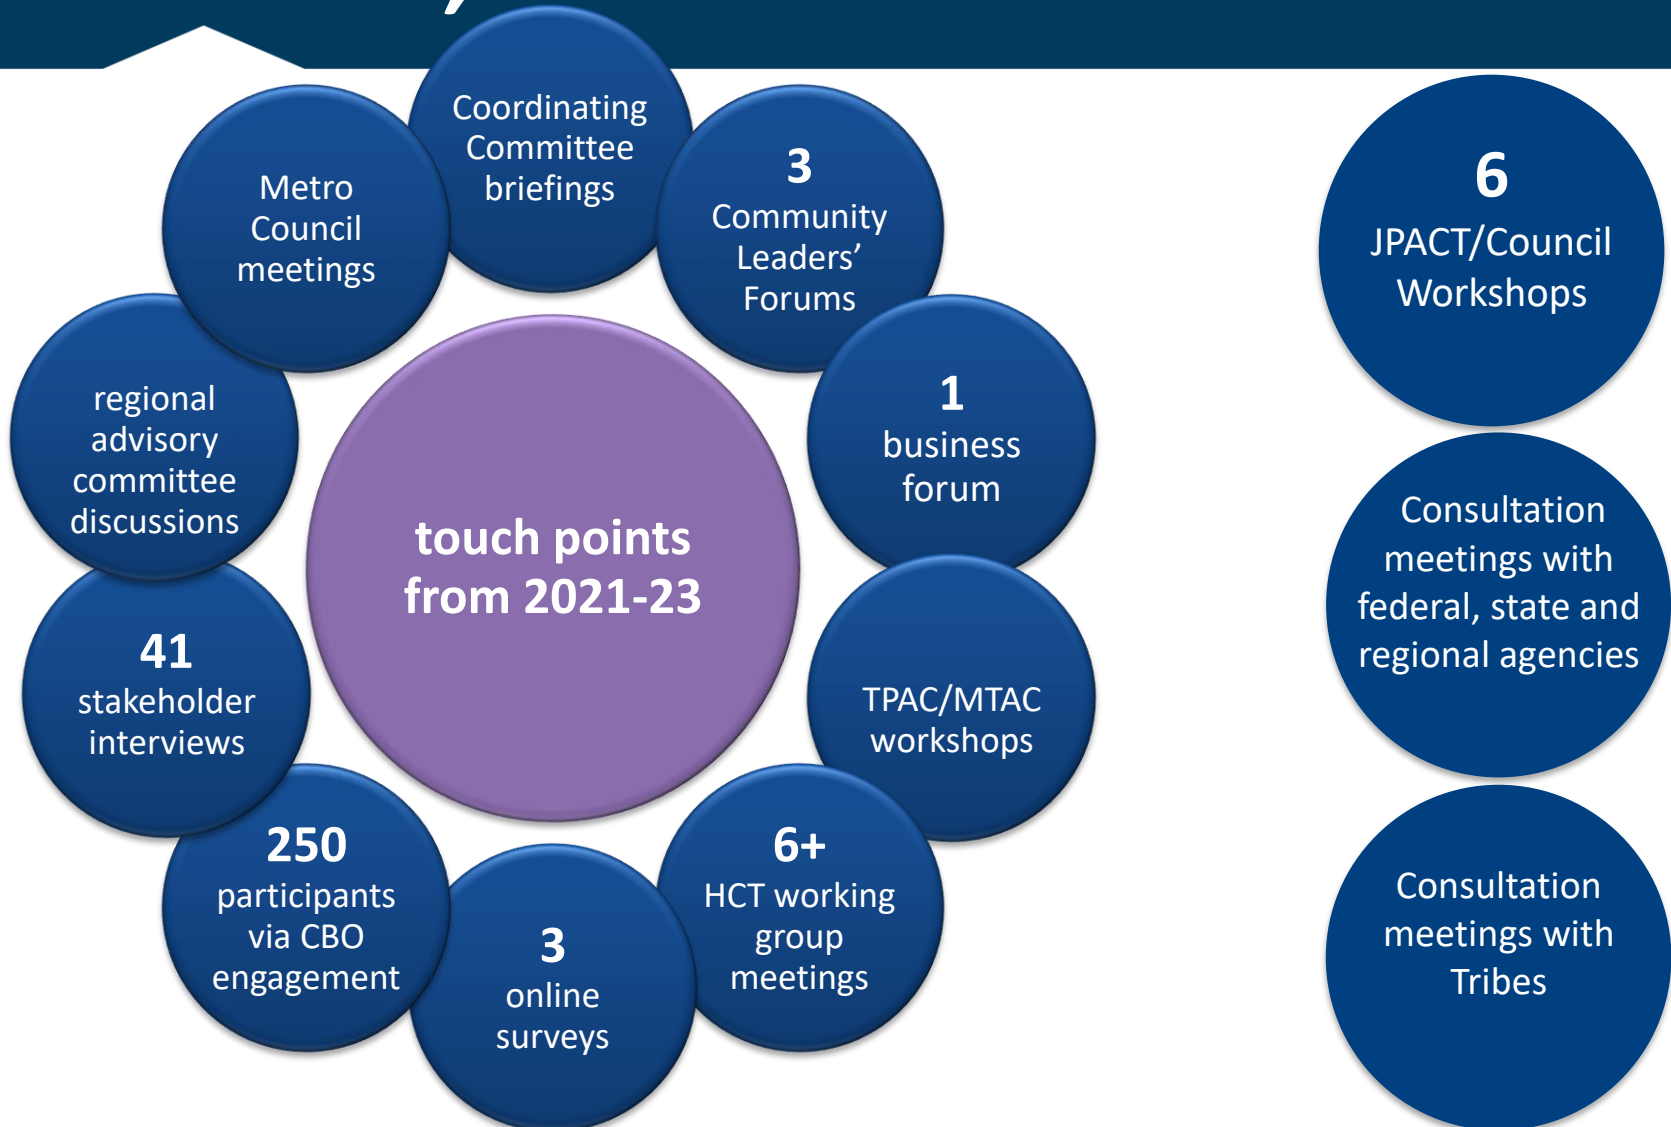 Coordinating
Committee
briefings
3
Community
Leaders’
Forums
1
business
forum
TPAC/MTAC
workshops
6+
HCT working
group
meetings
3
online
surveys
250
participants
via CBO
engagement
41
stakeholder
interviews
regional
advisory
committee
discussions
Metro
Council
meetings
touch points
from 2021-23
6
JPACT/Council
Workshops
Consultation
meetings with
federal, state and
regional agencies
Consultation
meetings with
Tribes